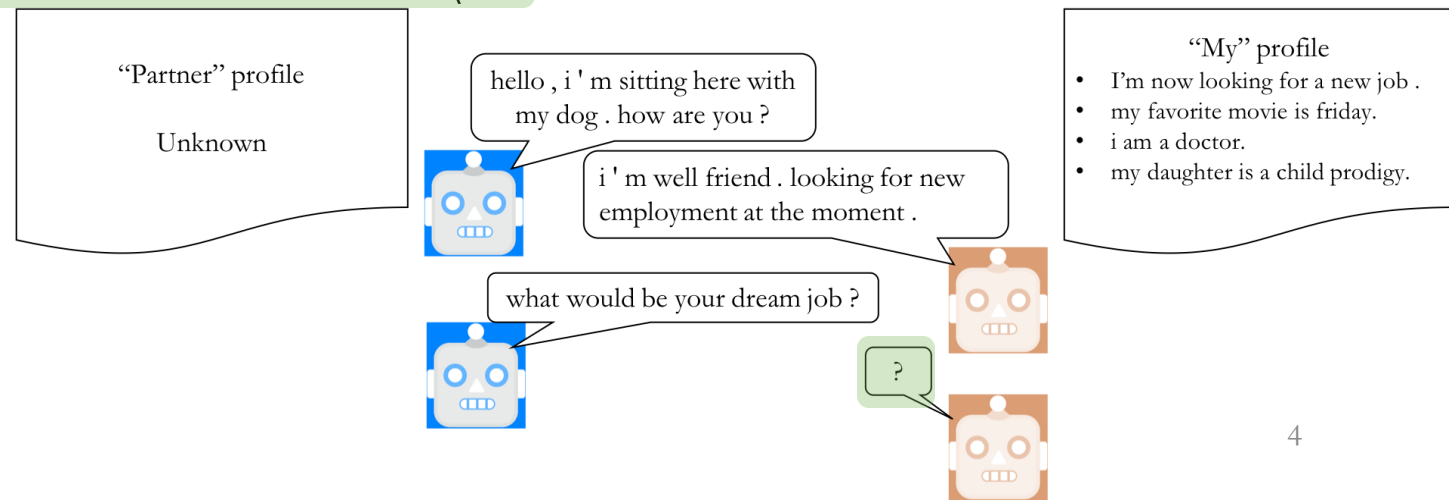 “Partner” profile
Unknown
hello , i ' m sitting here with
my dog . how are you ?
i ' m well friend . looking for new
employment at the moment .
what would be your dream job ?
?
“My” profile
• I’m now looking for a new job .
• my favorite movie is friday.
• i am a doctor.
• my daughter is a child prodigy.
4